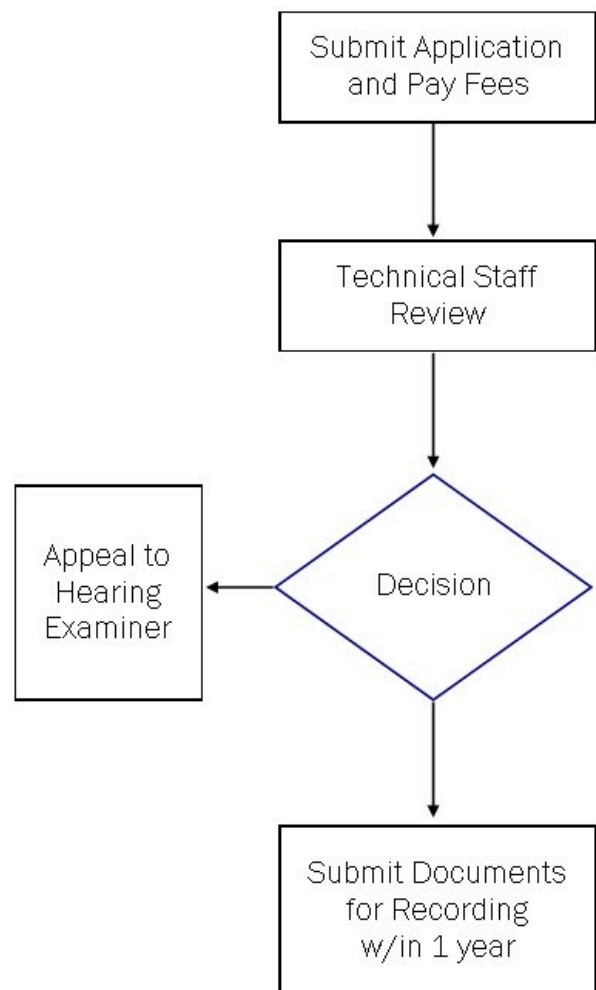 Submit Application
and Pay Fees
Technical Staff
Review
Appeal to
Hearing
Examiner
Decision
Submit Documents
for Recording
w/in 1 year